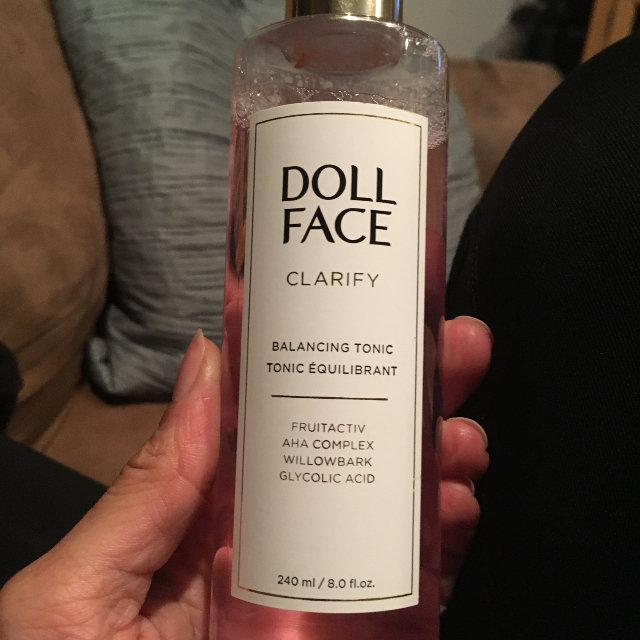 DOLL
FACE
CLARIFY
BALANCING TONIC
TONIC ÉQUILIBRANT
FRUITACTIV
AHA COMPLEX
WILLOWBARK
GLYCOLIC ACID
240 ml / 8.0 fl.oz.